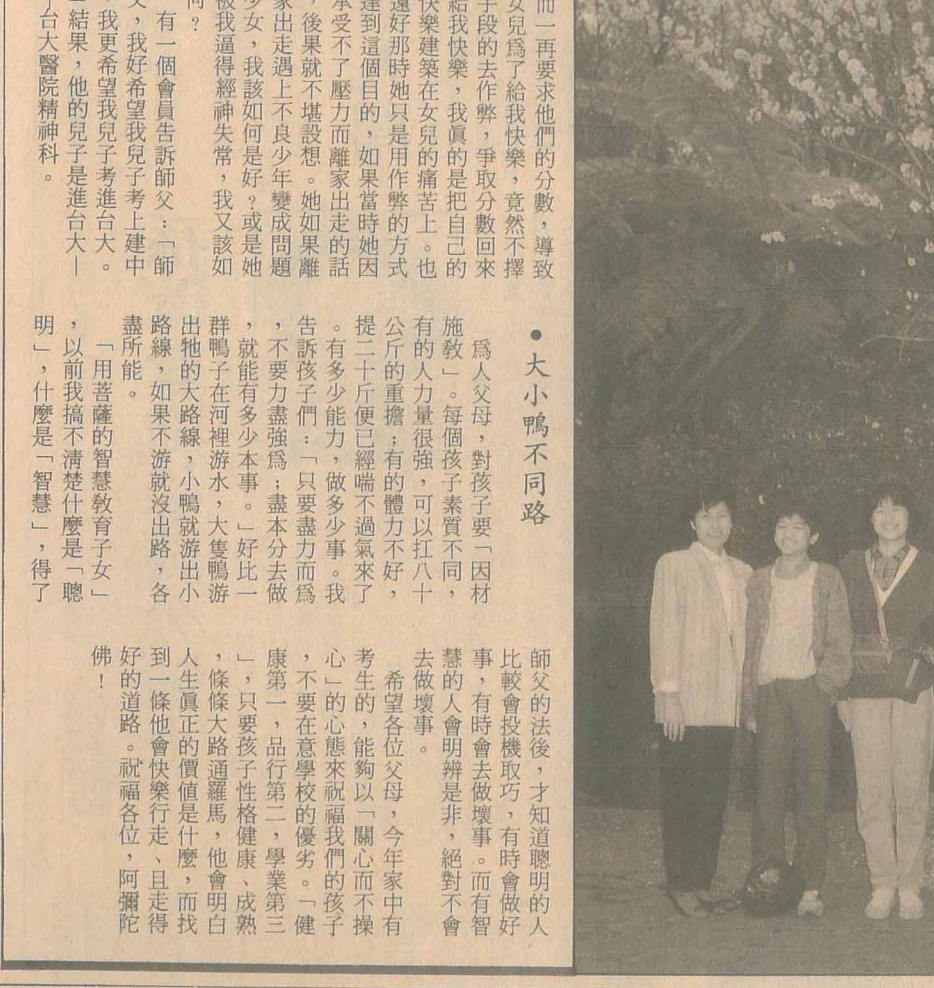 而一再要求他們的分數，導致
女兒爲了給我快樂，竟然不擇
手段的去作弊，爭取分數回來
給我快樂，我眞的是把自己的
快樂建築在女兒的痛苦上。也
還好那時她只是用作弊的方式
達到這個目的，如果當時她因
承受不了壓力而離家出走的話
，後果就不堪設想。她如果離
家出走遇上不良少年變成問題
少女，我該如何是好？或是她
被我逼得經神失常，我又該如
何？
有一個會員告訴師父：「師
父，我好希望我兒子考上建中
，我更希望我兒子考進台大。
」結果，他的兒子是進台大—
台大醫院精神科。
•大小鴨不同路
爲人父母，對孩子要「因材
施教」。每個孩子素質不同，
有的人力量很強，可以扛八十
公斤的重擔；有的體力不好，
提二十斤便已經喘不過氣來了
。有多少能力，做多少事。我
告訴孩子們：「只要盡力而爲
，不要力盡強爲；盡本分去做
，就能有多少本事。」好比一
群鴨子在河裡游水，大隻鴨游
出牠的大路線，小鴨就游出小
路線，如果不游就沒出路，各
盡所能。
「用菩薩的智慧敎育子女」
，以前我搞不淸楚什麼是「聰
明」，什麼是「智慧」，得了
師父的法後，才知道聰明的人
比較會投機取巧，有時會做好
事，有時會去做壞事。而有智
慧的人會明辨是非，絕對不會
去做壞事。
希望各位父母，今年家中有
考生的，能夠以「關心而不操
心」的心態來祝福我們的孩子
，不要在意學校的優劣。「健
康第一，品行第二，學業第三
」，只要孩子性格健康、成熟
，條條大路通羅馬，他會明白
人生眞正的價値是什麼，而找
到一條他會快樂行走、且走得
好的道路。祝福各位，阿彌陀
佛！